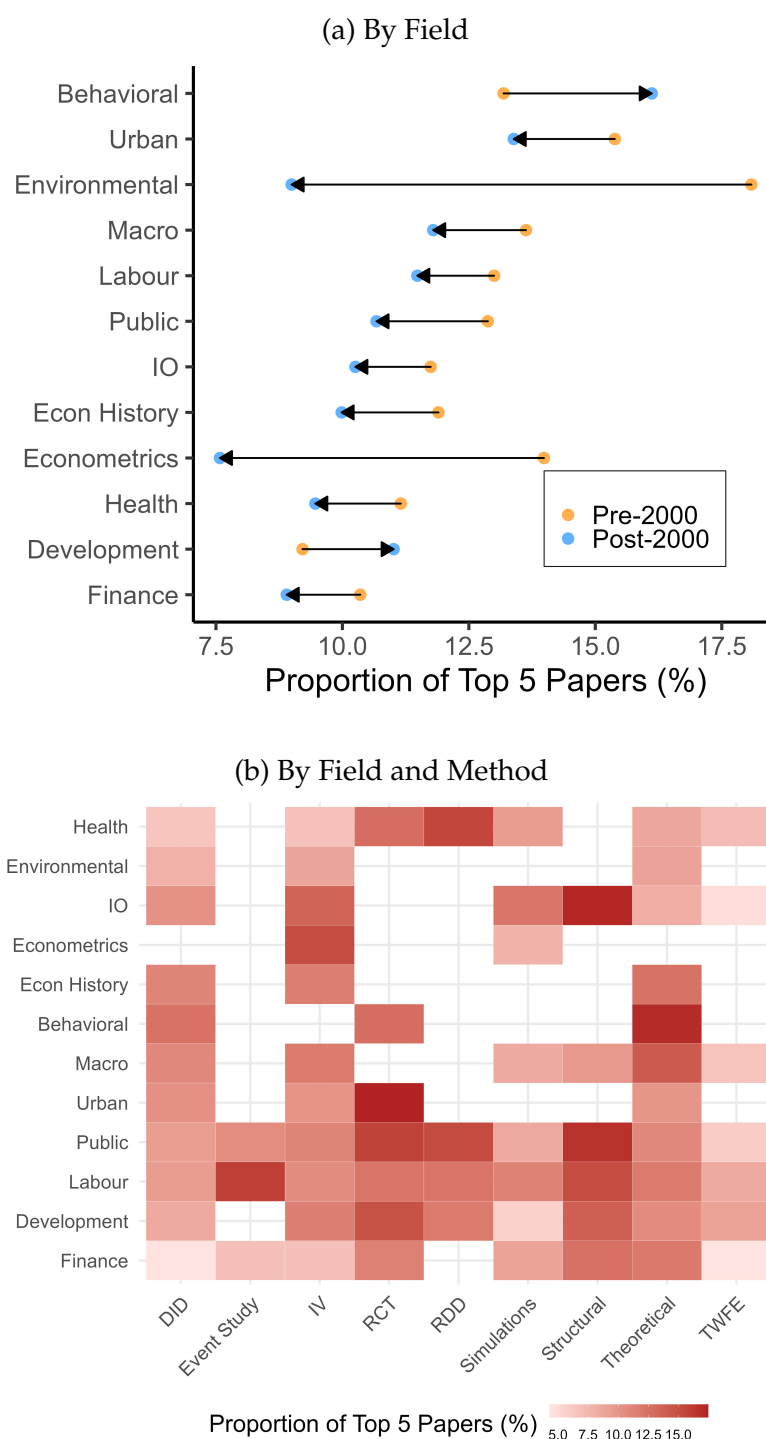 (a) By Field
Behavioral
Urban
Environmental
Macro
Labour
Public
IO
Econ History
Econometrics
Health
Development
Finance
Pre-2000
Post-2000
7.5 10.0 12.5 15.0 17.5
Proportion of Top 5 Papers (%)
(b) By Field and Method
Health
Environmental
IO
Econometrics
Econ History
Behavioral
Macro
Urban
Public
Labour
Development
Finance
DID Event Study IV RCT RDD Simulations Structural Theoretical TWFE
Proportion of Top 5 Papers (%)
5.0 7.5 10.0 12.5 15.0